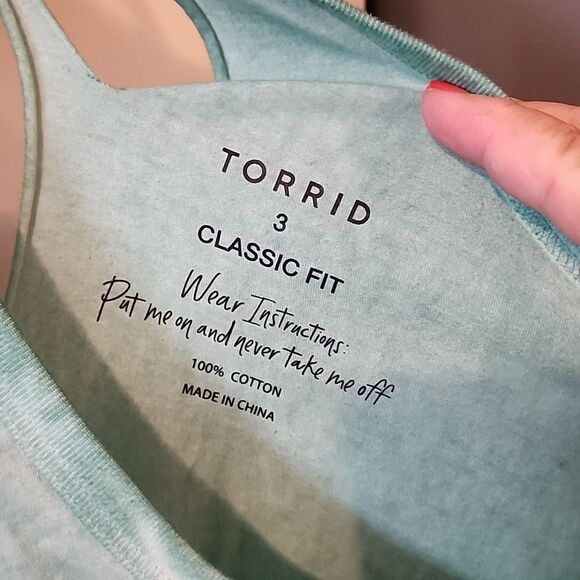 TORRID
3
CLASSIC FIT
Wear Instructions:
Put me on and never take me off
100% COTTON
MADE IN CHINA